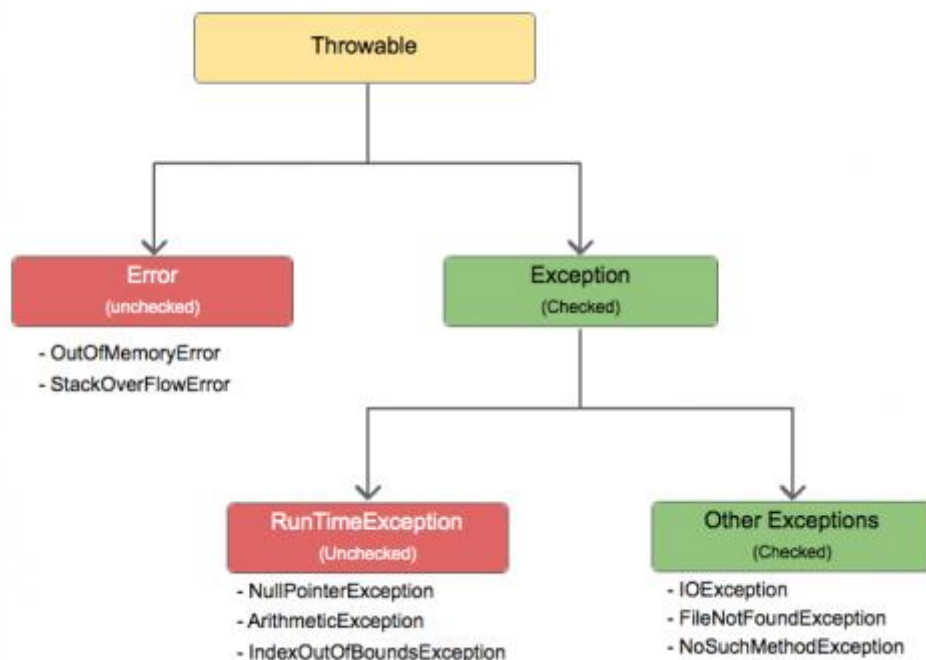 Throwable
Error
(unchecked)
- OutOfMemoryError
- StackOverFlowError
Exception
(Checked)
RunTimeException
(Unchecked)
- NullPointerException
- ArithmeticException
- IndexOutOfBoundsException
Other Exceptions
(Checked)
- IOException
- FileNotFoundException
- NoSuchMethodException